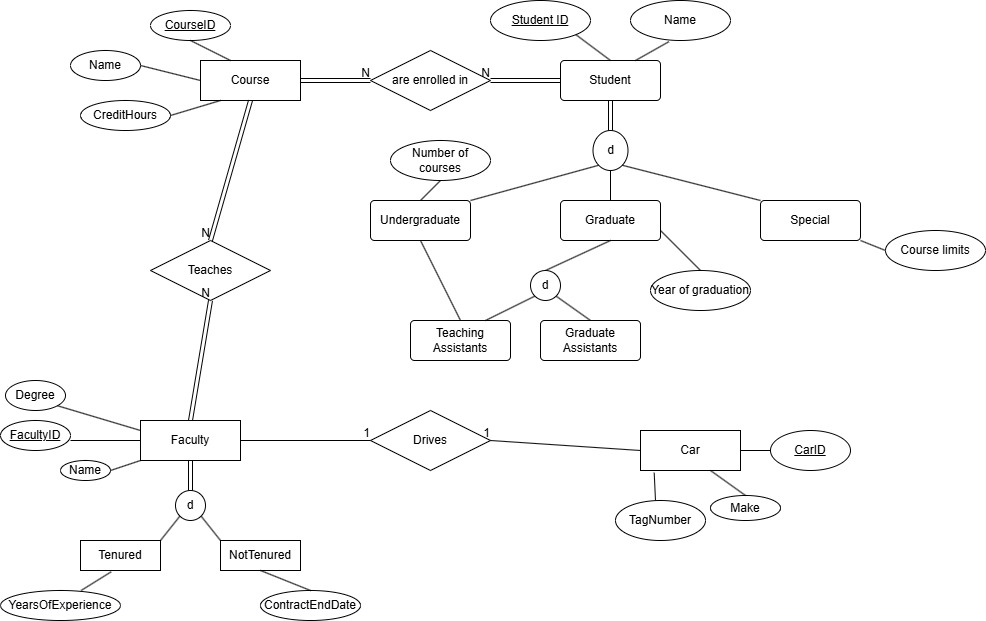 CourseID
Student ID
Name
Name
Course
N
are enrolled in
N
Student
CreditHours
Number of
courses
d
Undergraduate
Graduate
Special
N
Course limits
Teaches
N
d
Year of graduation
Teaching
Assistants
Graduate
Assistants
Degree
FacultyID
Faculty
1
Drives
1
Car
CarID
Name
d
TagNumber
Make
Tenured
NotTenured
YearsOfExperience
ContractEndDate